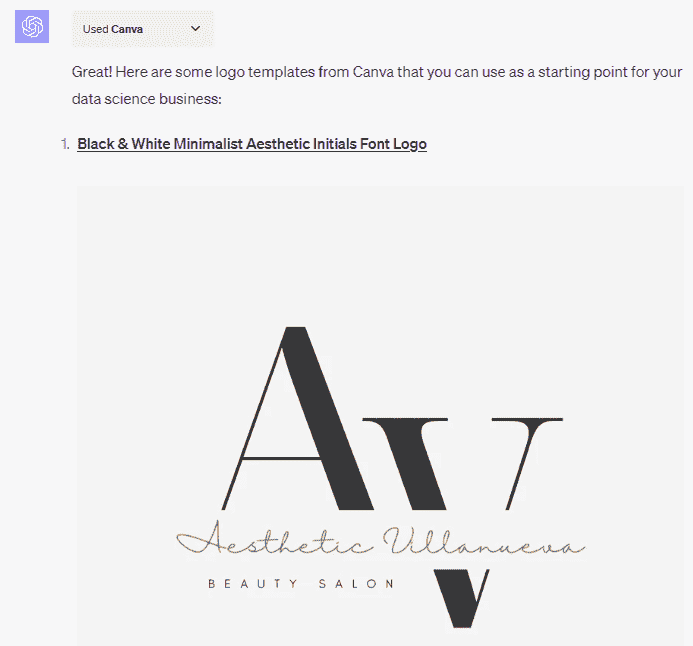 Used Canva
Great! Here are some logo templates from Canva that you can use as a starting point for your
data science business:
1. Black & White Minimalist Aesthetic Initials Font Logo
AV
Aesthetic Villanueva
BEAUTY SALON